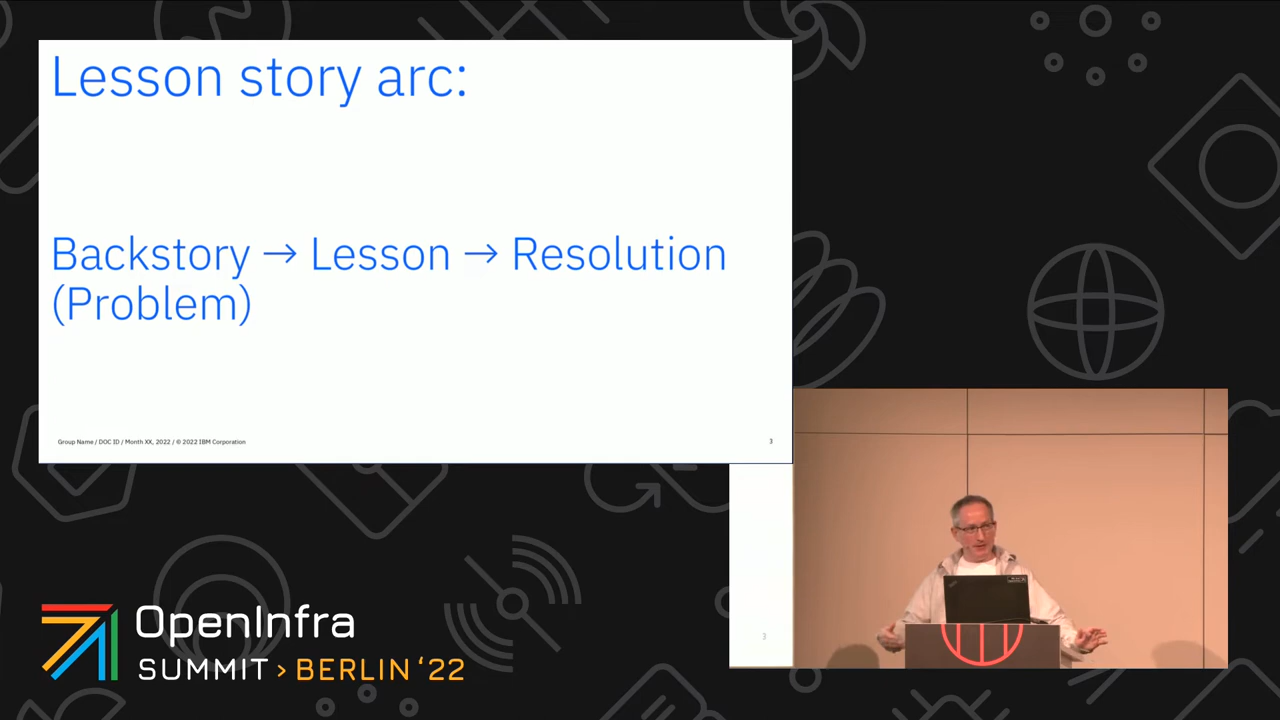 Lesson story arc:
Backstory → Lesson → Resolution
(Problem)
Group Name / DOC ID / Month XX, 2022 / © 2022 IBM Corporation
3
3
OpenInfra
SUMMIT > BERLIN ‘22